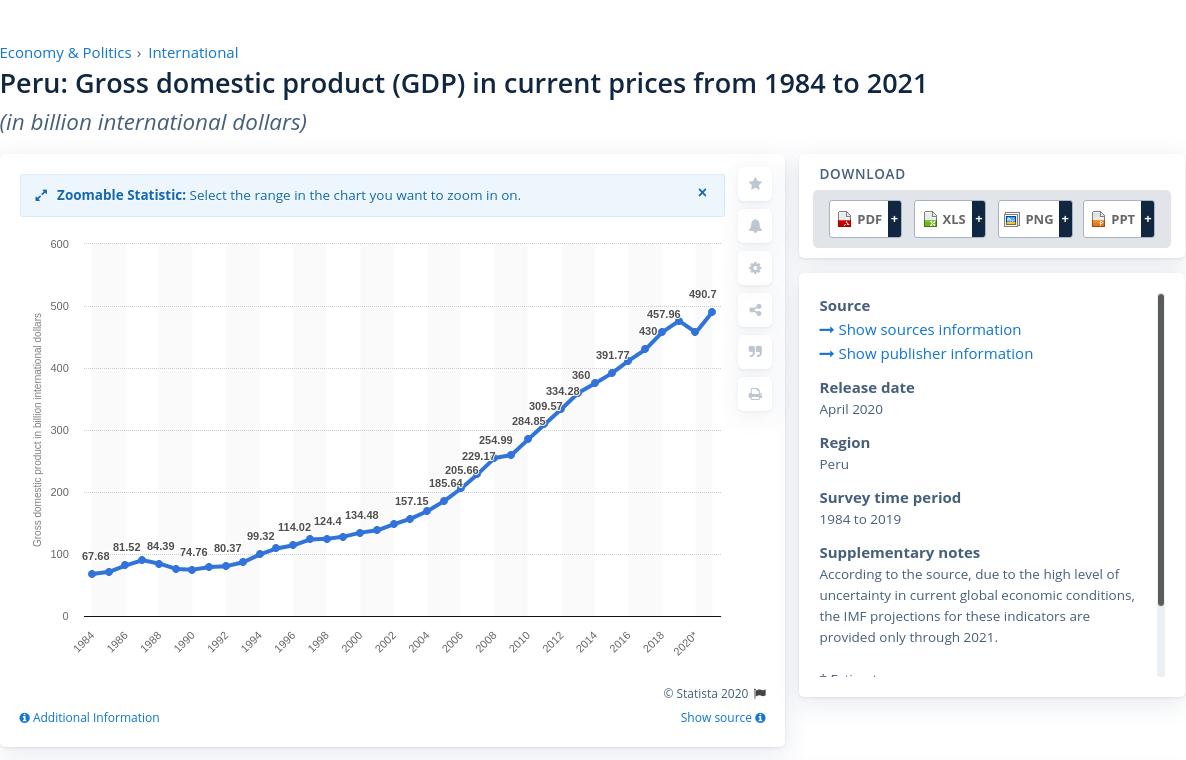 Economy & Politics › International
Peru: Gross domestic product (GDP) in current prices from 1984 to 2021
(in billion international dollars)
Zoomable Statistic: Select the range in the chart you want to zoom in on. ×
Gross domestic product in billion international dollars
600
500
400
300
200
100
0
67.68
81.52
84.39
74.76
80.37
99.32
114.02
124.4
134.48
157.15
185.64
205.66
229.17
254.99
284.85
309.57
334.28
360
391.77
430
457.96
490.7
1984
1986
1988
1990
1992
1994
1996
1998
2000
2002
2004
2006
2008
2010
2012
2014
2016
2018
2020*
© Statista 2020
Additional Information
Show source
DOWNLOAD
PDF + XLS + PNG + PPT +
Source
Show sources information
Show publisher information
Release date
April 2020
Region
Peru
Survey time period
1984 to 2019
Supplementary notes
According to the source, due to the high level of
uncertainty in current global economic conditions,
the IMF projections for these indicators are
provided only through 2021.